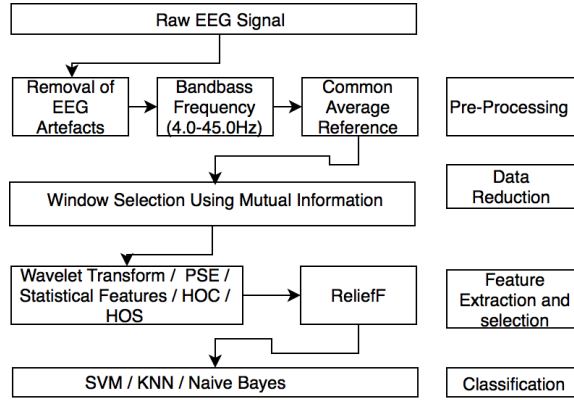 Raw EEG Signal
Removal of
EEG
Artefacts
Bandbass
Frequency
(4.0-45.0Hz)
Common
Average
Reference
Pre-Processing
Window Selection Using Mutual Information
Data
Reduction
Wavelet Transform / PSE /
Statistical Features / HOC /
HOS
ReliefF
Feature
Extraction and
selection
SVM / KNN / Naive Bayes
Classification